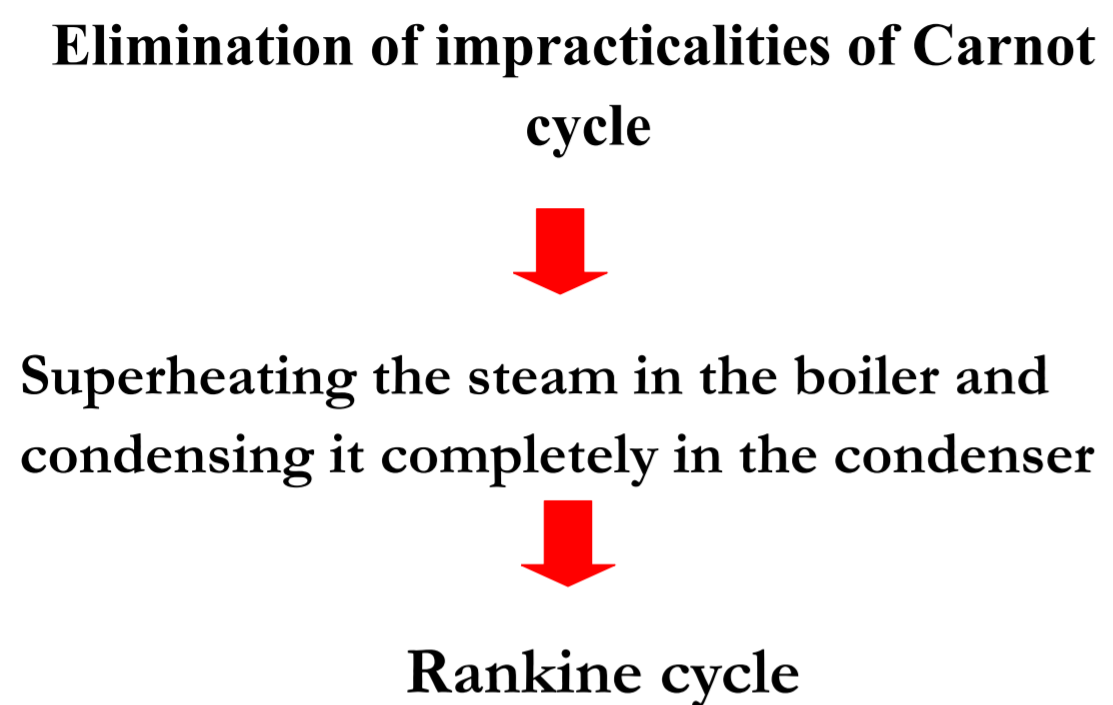 Elimination of impracticalities of Carnot
cycle
Superheating the steam in the boiler and
condensing it completely in the condenser
Rankine cycle